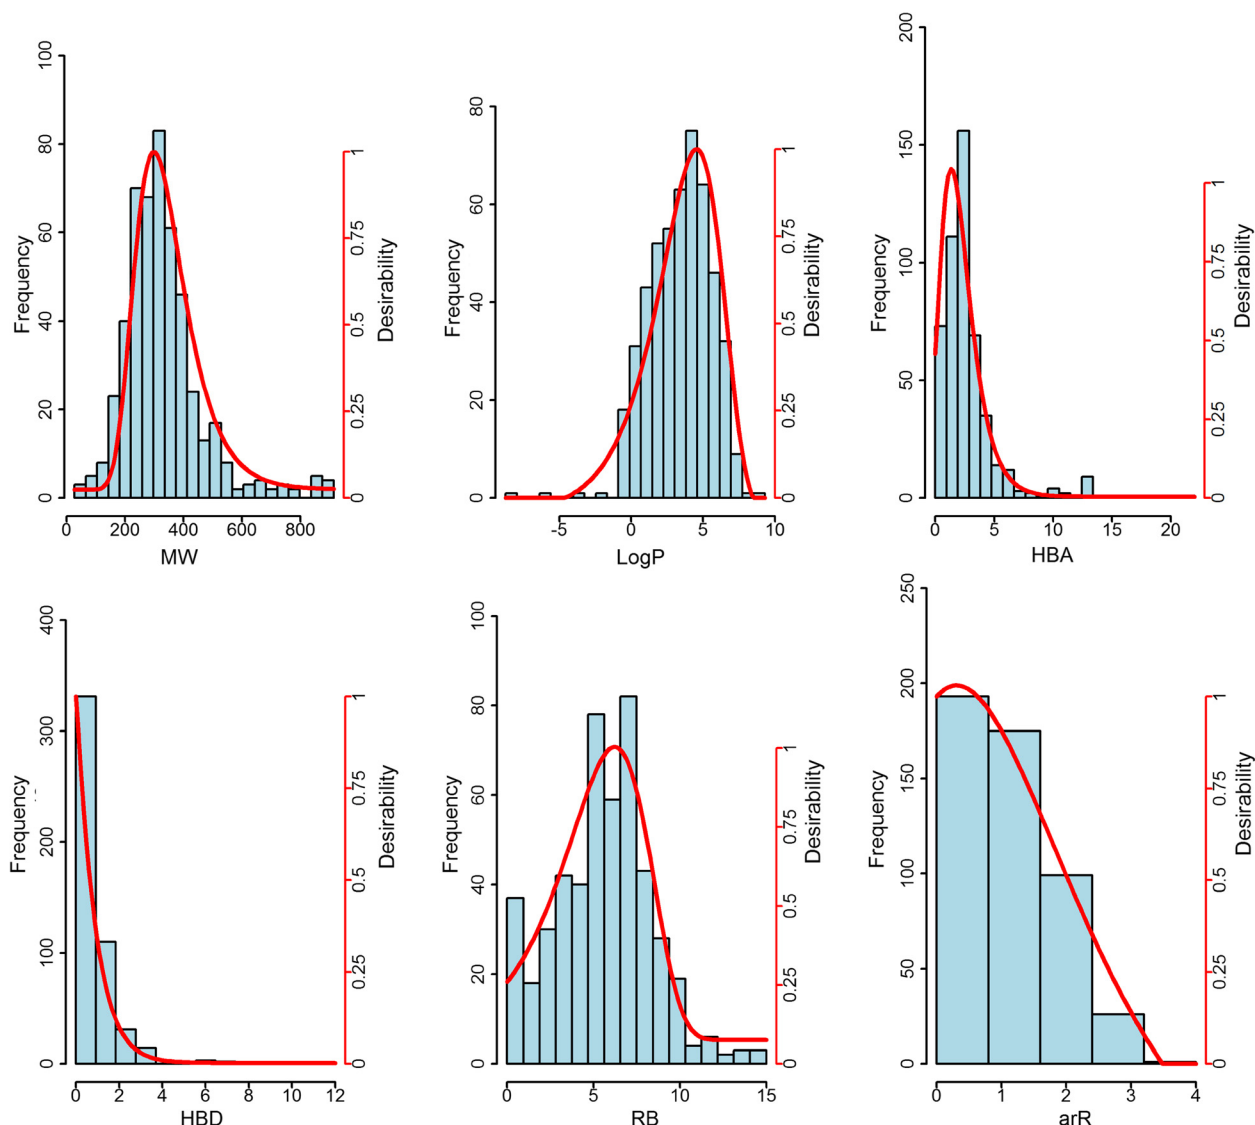 Frequency
0 20 40 60 80 100
0 200 400 600 800
MW
Desirability
0 0.25 0.5 0.75 1
Frequency
0 20 40 60 80
-5 0 5 10
LogP
Desirability
0 0.25 0.5 0.75 1
Frequency
0 50 100 150 200
0 5 10 15 20
HBA
Desirability
0 0.25 0.5 0.75 1
Frequency
0 100 200 300 400
0 2 4 6 8 10 12
HBD
Desirability
0 0.25 0.5 0.75 1
Frequency
0 20 40 60 80 100
0 5 10 15
RB
Desirability
0 0.25 0.5 0.75 1
Frequency
0 50 100 150 200 250
0 1 2 3 4
arR
Desirability
0 0.25 0.5 0.75 1